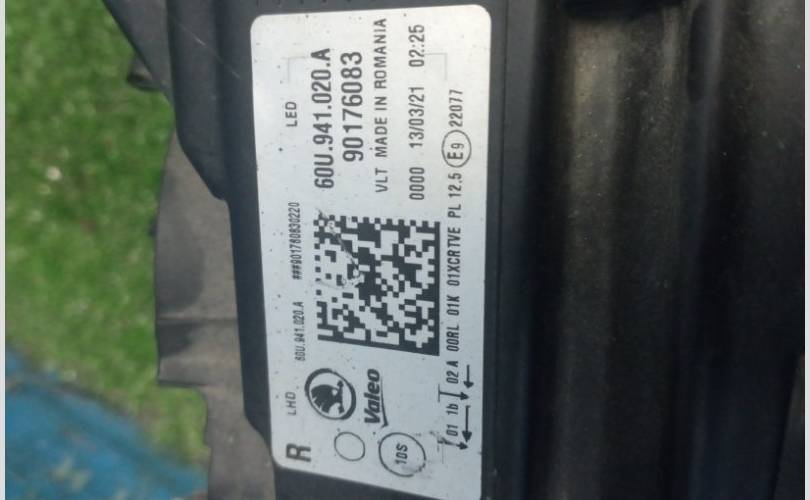 R LHD 60U.941.020.A ###901760830220 LED
60U.941.020.A
90176083
Valeo VLT MADE IN ROMANIA
10S 0000 13/03/21 02:25
01 1b 02 A 00RL 01K 01XCRTVE PL 12.5 E9 22077